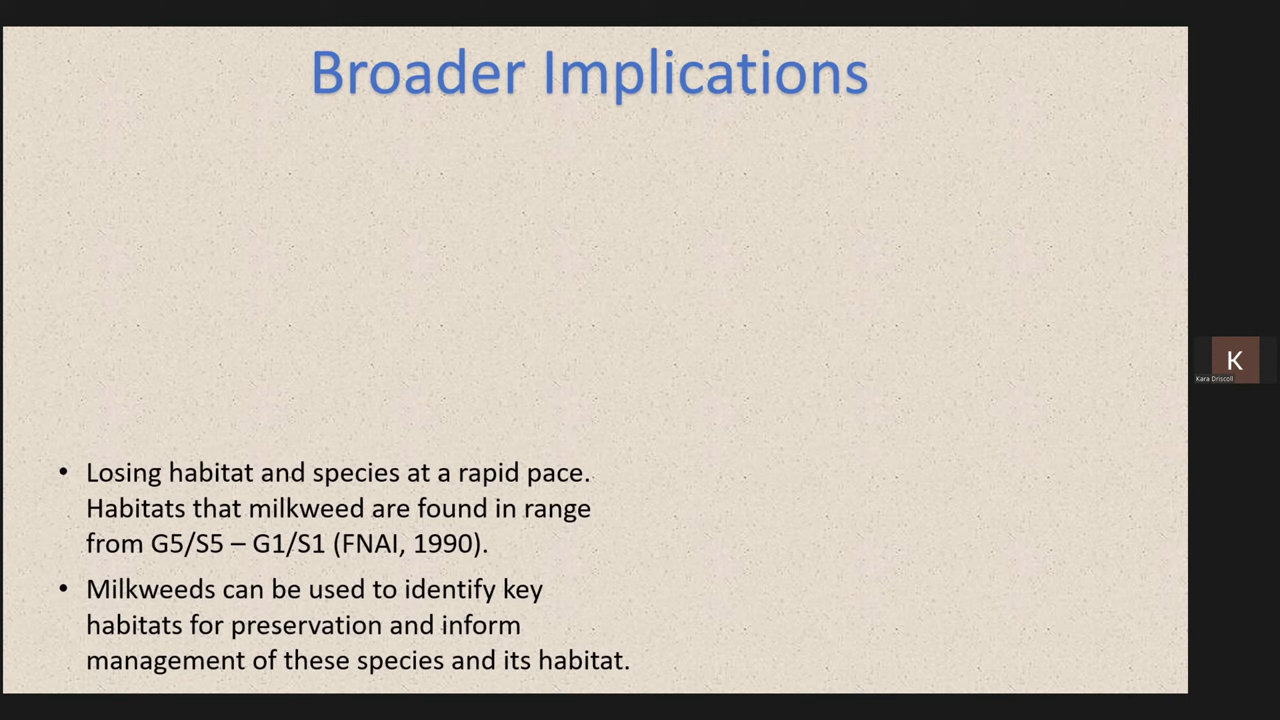 Broader Implications
• Losing habitat and species at a rapid pace.
Habitats that milkweed are found in range
from G5/S5 – G1/S1 (FNAI, 1990).
• Milkweeds can be used to identify key
habitats for preservation and inform
management of these species and its habitat.
K
Kara Driscoll